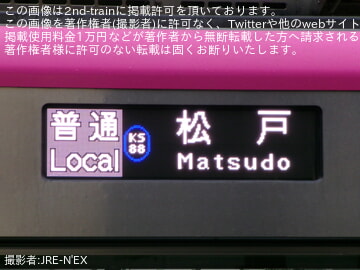 この画像は2nd-trainに掲載許可を頂いております。
この画像を著作権者(撮影者)に許可なく、Twitterや他のwebサイト
掲載使用料金1万円などが著作者から無断転載した方へ請求される
著作権者様に許可のない転載は固くお断りいたします。
普通 KS 松戸
Local 88 Matsudo
撮影者:JRE-N'EX